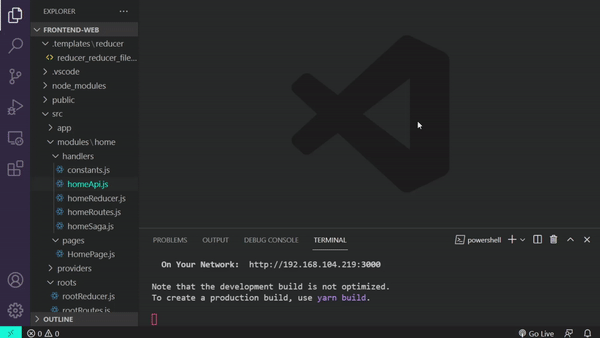 EXPLORER ···
FRONTEND-WEB
.templates \ reducer
reducer_reducer_file...
.vscode
node_modules
public
src
app
modules \ home
handlers
constants.js
homeApi.js
homeReducer.js
homeRoutes.js
homeSaga.js
pages
HomePage.js
providers
roots
rootReducer.js
rootRoutes.js
OUTLINE
PROBLEMS OUTPUT DEBUG CONSOLE TERMINAL
powershell
On Your Network: http://192.168.104.219:3000
Note that the development build is not optimized.
To create a production build, use yarn build.
0 0 Go Live